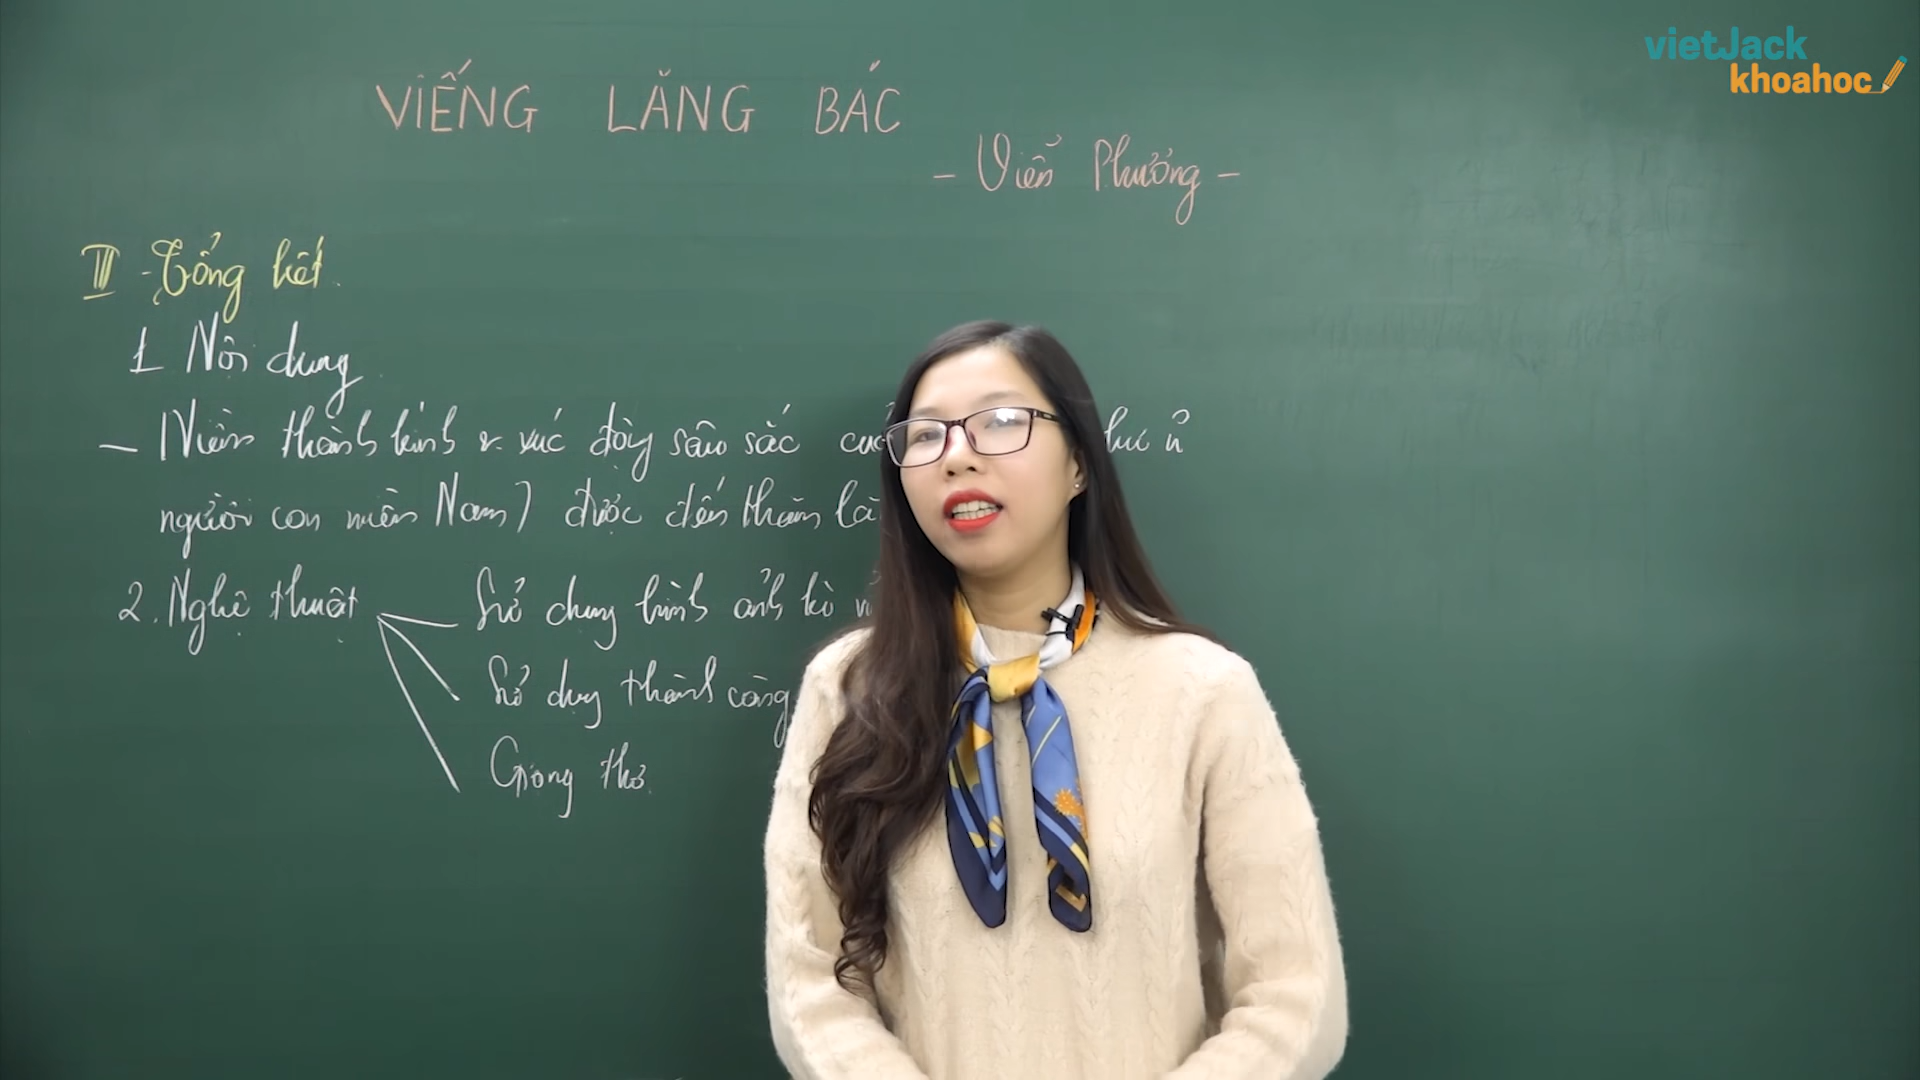 vietJack
khoahoc
VIẾNG LĂNG BÁC
- Viễn Phương -
III - Tổng kết.
1. Nội dung
- Niềm thành kính & xúc động sâu sắc
người con miền Nam) được đến thăm
2. Nghệ thuật
Sử dụng hình ảnh kì
Sử dụng thành công
Giọng thơ.